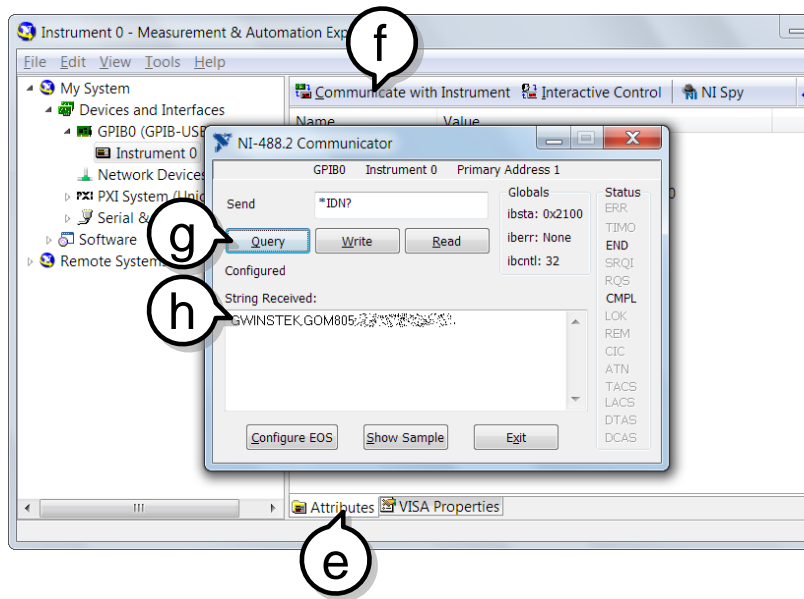 Instrument 0 - Measurement & Automation Exp
f
File Edit View Tools Help
My System
Devices and Interfaces
GPIB0 (GPIB-USB
Instrument 0
Network Devices
PXI PXI System (Unid
Serial &
Software
Remote Systems
Communicate with Instrument Interactive Control NI Spy
Name Value
NI-488.2 Communicator
GPIB0 Instrument 0 Primary Address 1
Send *IDN?
g
Query Write Read
Configured
h
String Received:
GWINSTEK,GOM805
Globals
ibsta: 0x2100
iberr: None
ibcntl: 32
Status
ERR
TIMO
END
SRQI
RQS
CMPL
LOK
REM
CIC
ATN
TACS
LACS
DTAS
DCAS
Configure EOS Show Sample Exit
0
Attributes VISA Properties
e